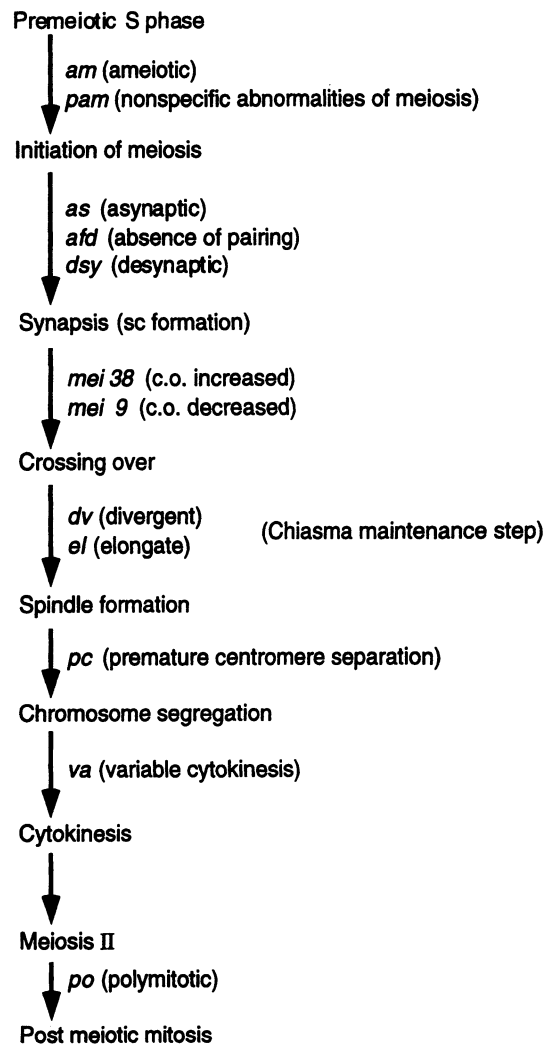 Premeiotic S phase
am (ameiotic)
pam (nonspecific abnormalities of meiosis)
Initiation of meiosis
as (asynaptic)
afd (absence of pairing)
dsy (desynaptic)
Synapsis (sc formation)
mei 38 (c.o. increased)
mei 9 (c.o. decreased)
Crossing over
dv (divergent)
el (elongate)
(Chiasma maintenance step)
Spindle formation
pc (premature centromere separation)
Chromosome segregation
va (variable cytokinesis)
Cytokinesis
Meiosis II
po (polymitotic)
Post meiotic mitosis